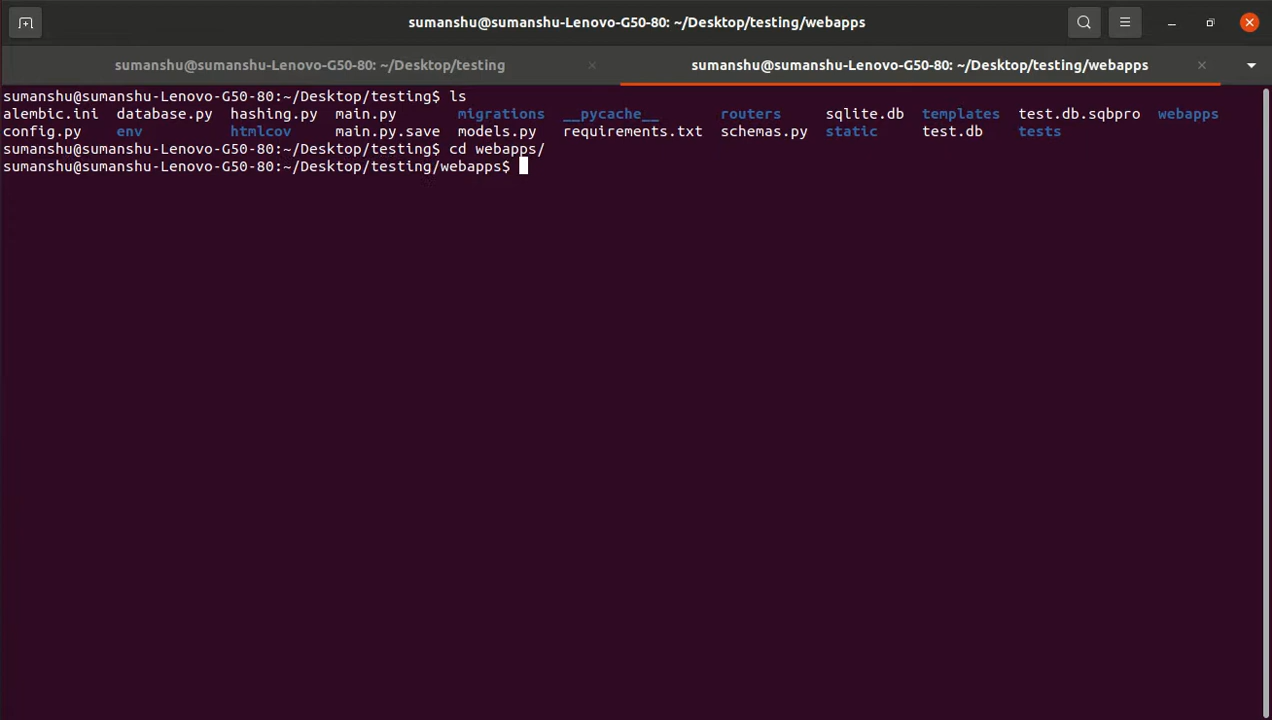 sumanshu@sumanshu-Lenovo-G50-80: ~/Desktop/testing/webapps
sumanshu@sumanshu-Lenovo-G50-80: ~/Desktop/testing × sumanshu@sumanshu-Lenovo-G50-80: ~/Desktop/testing/webapps ×
sumanshu@sumanshu-Lenovo-G50-80:~/Desktop/testing$ ls
alembic.ini database.py hashing.py main.py migrations __pycache__ routers sqlite.db templates test.db.sqbpro webapps
config.py env htmlcov main.py.save models.py requirements.txt schemas.py static test.db tests
sumanshu@sumanshu-Lenovo-G50-80:~/Desktop/testing$ cd webapps/
sumanshu@sumanshu-Lenovo-G50-80:~/Desktop/testing/webapps$